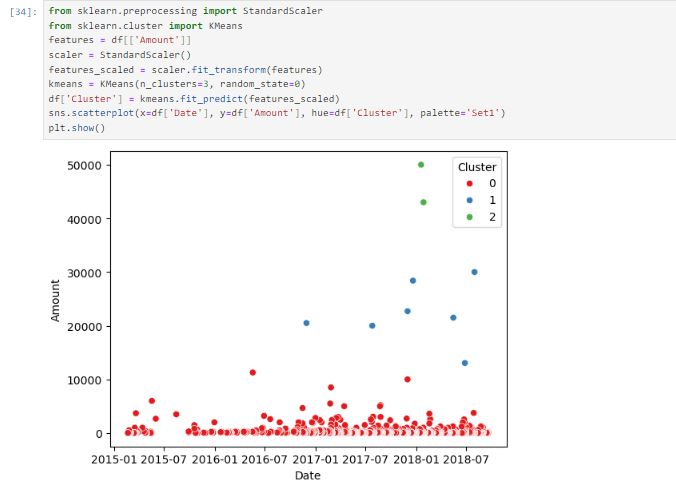 [34]: from sklearn.preprocessing import StandardScaler
from sklearn.cluster import KMeans
features = df[['Amount']]
scaler = StandardScaler()
features_scaled = scaler.fit_transform(features)
kmeans = KMeans(n_clusters=3, random_state=0)
df['Cluster'] = kmeans.fit_predict(features_scaled)
sns.scatterplot(x=df['Date'], y=df['Amount'], hue=df['Cluster'], palette='Set1')
plt.show()
Cluster
0
1
2
50000
40000
30000
20000
10000
0
Amount
2015-01 2015-07 2016-01 2016-07 2017-01 2017-07 2018-01 2018-07
Date